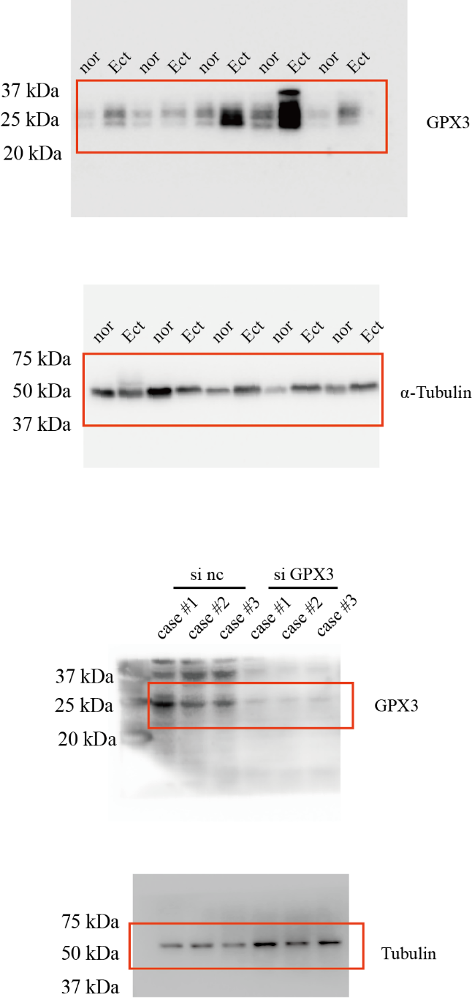 nor Ect nor Ect nor Ect nor Ect nor Ect
37 kDa
25 kDa
GPX3
20 kDa
nor Ect nor Ect nor Ect nor Ect nor Ect
75 kDa
50 kDa
α-Tubulin
37 kDa
si nc si GPX3
case #1 case #2 case #3 case #1 case #2 case #3
37 kDa
25 kDa
GPX3
20 kDa
75 kDa
50 kDa
Tubulin
37 kDa